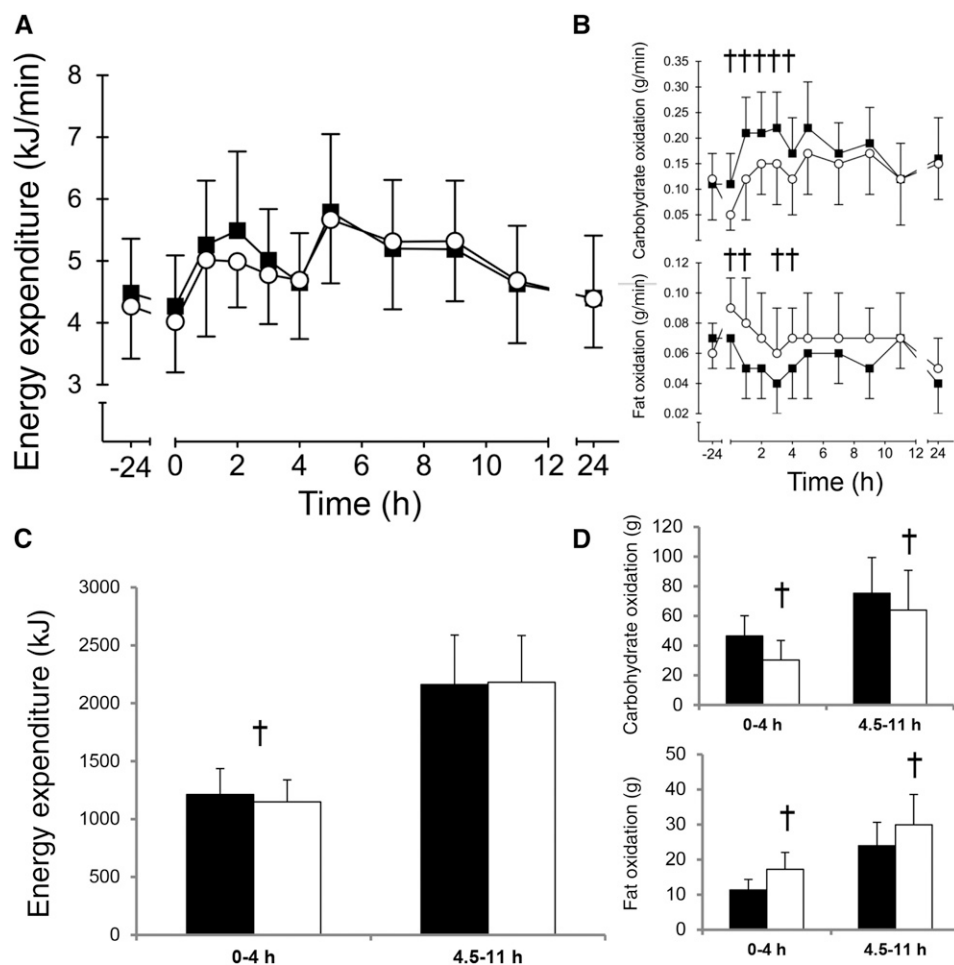 A
Energy expenditure (kJ/min)
8
7
6
5
4
3
-24 0 2 4 6 8 10 12 24
Time (h)
B
† † † † †
Carbohydrate oxidation (g/min)
0.35
0.30
0.25
0.20
0.15
0.10
0.05
† † † †
Fat oxidation (g/min)
0.12
0.10
0.08
0.06
0.04
0.02
-24 2 4 6 8 10 12 24
Time (h)
C
Energy expenditure (kJ)
3000
2500
2000
1500
1000
500
0
†
0-4 h 4.5-11 h
D
Carbohydrate oxidation (g)
120
100
80
60
40
20
0
† †
0-4 h 4.5-11 h
Fat oxidation (g)
50
40
30
20
10
0
† †
0-4 h 4.5-11 h